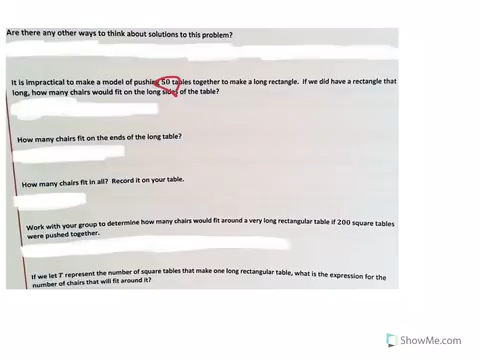 Are there any other ways to think about solutions to this problem?
It is impractical to make a model of pushing 50 tables together to make a long rectangle. If we did have a rectangle that
long, how many chairs would fit on the long sides of the table?
How many chairs fit on the ends of the long table?
How many chairs fit in all? Record it on your table.
Work with your group to determine how many chairs would fit around a very long rectangular table if 200 square tables
were pushed together.
If we let T represent the number of square tables that make one long rectangular table, what is the expression for the
number of chairs that will fit around it?
ShowMe.com